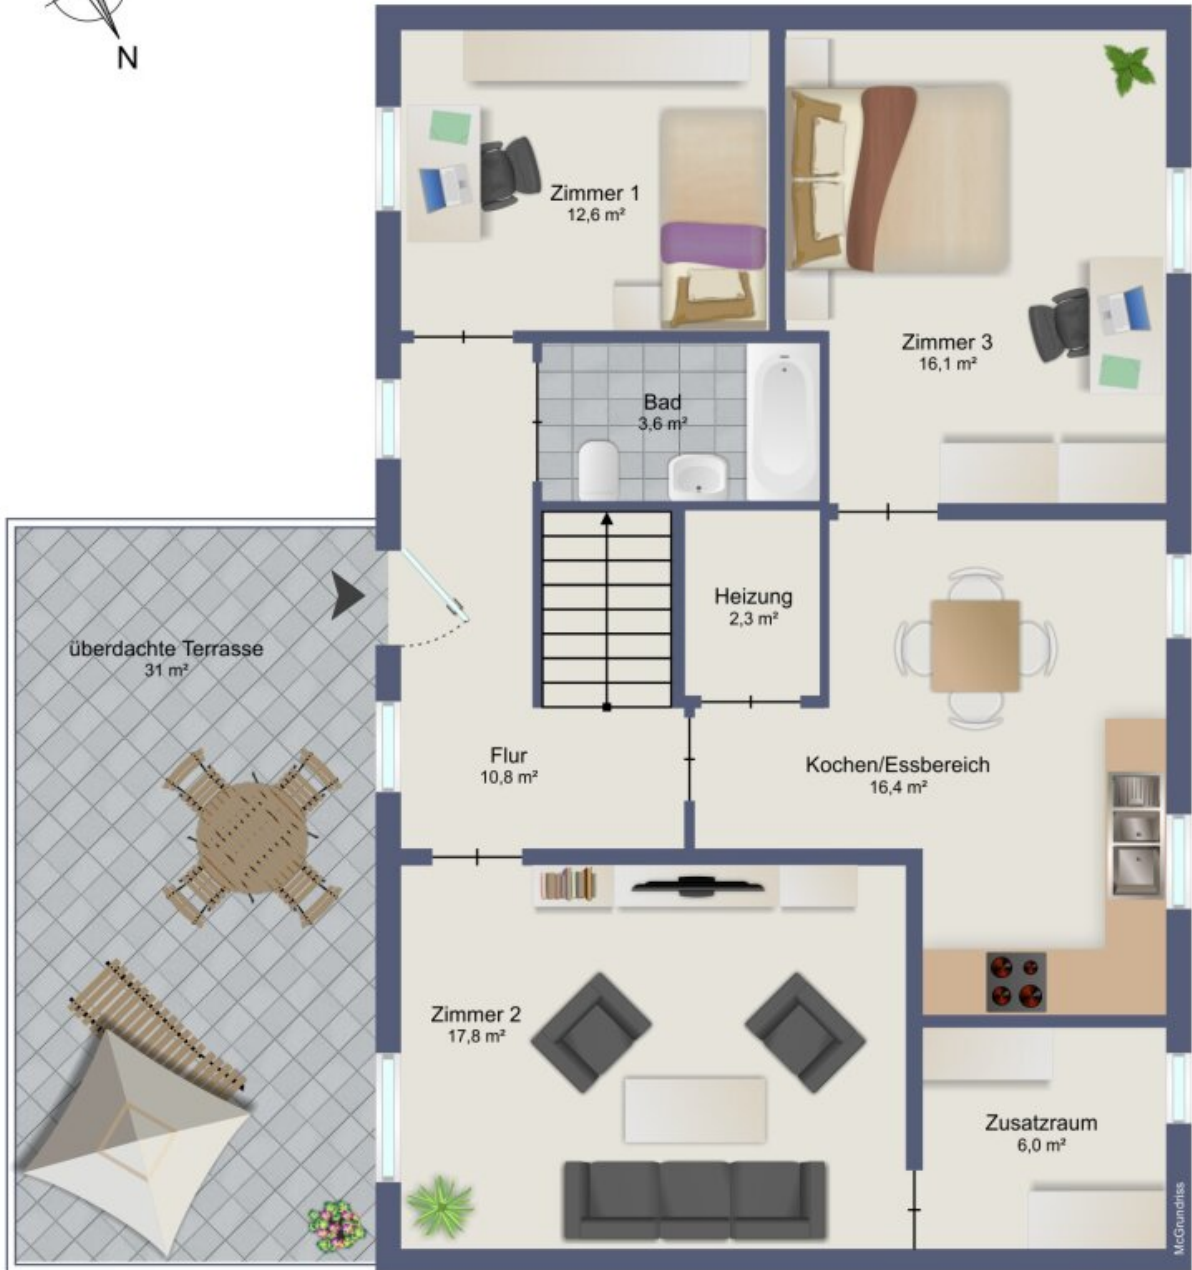 N
Zimmer 1
12,6 m²
Zimmer 3
16,1 m²
Bad
3,6 m²
Heizung
2,3 m²
überdachte Terrasse
31 m²
Flur
10,8 m²
Kochen/Essbereich
16,4 m²
Zimmer 2
17,8 m²
Zusatzraum
6,0 m²
McGrundriss